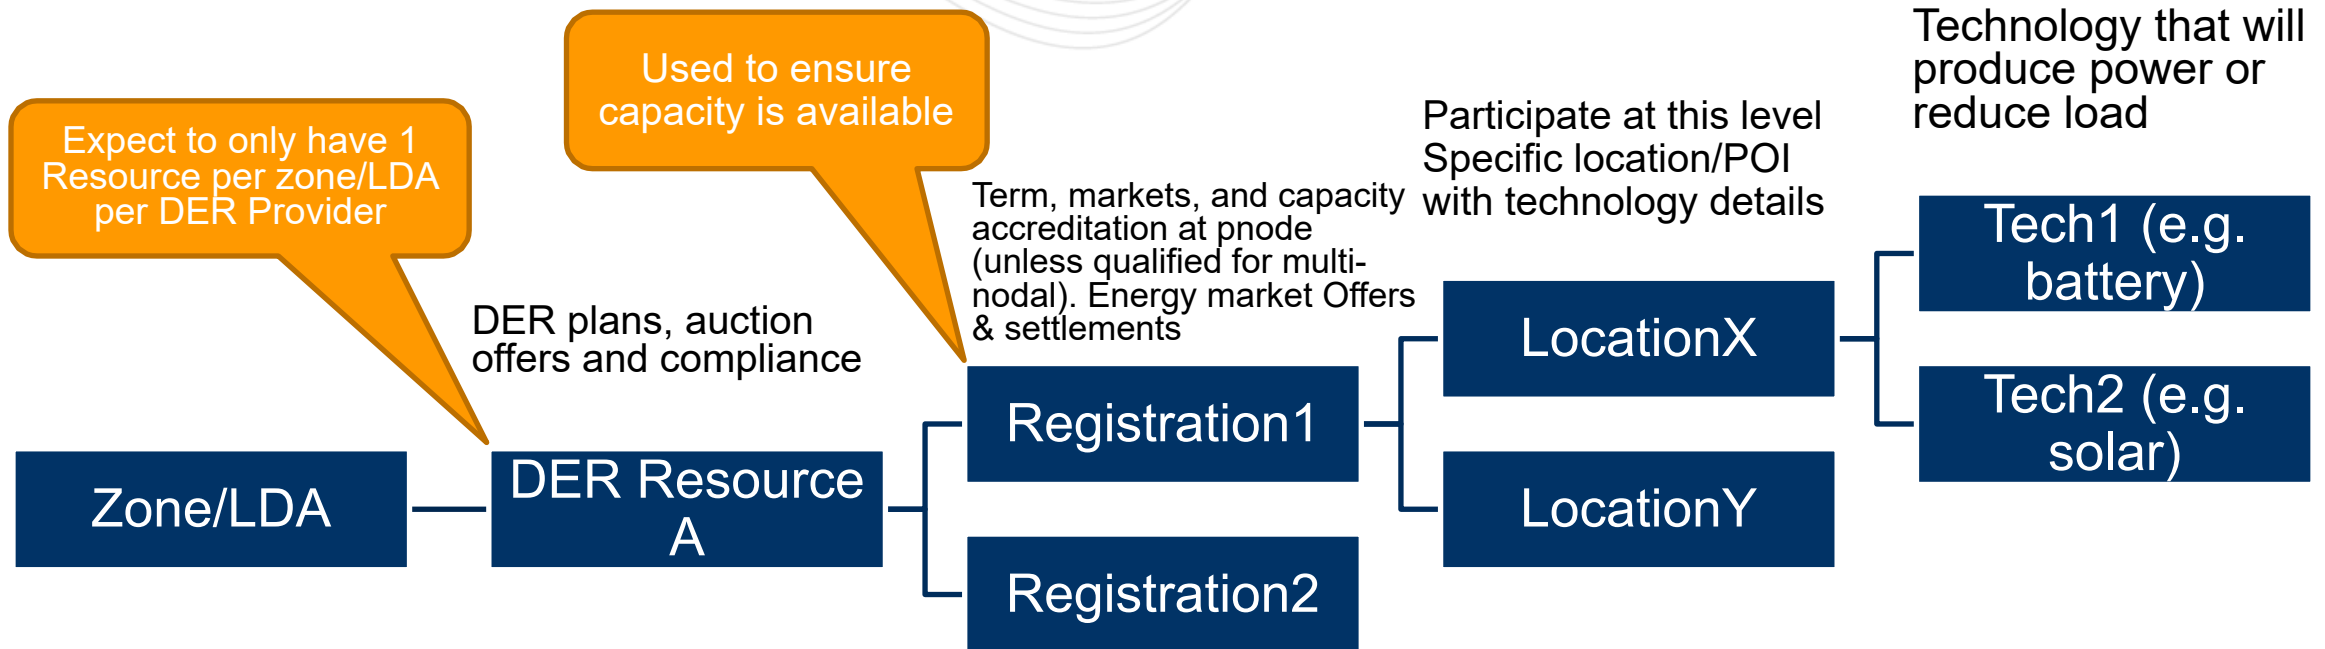 Expect to only have 1
Resource per zone/LDA
per DER Provider
Used to ensure
capacity is available
Technology that will
produce power or
reduce load
Participate at this level
Specific location/POI
with technology details
Term, markets, and capacity
accreditation at pnode
(unless qualified for multi-
nodal). Energy market Offers
& settlements
DER plans, auction
offers and compliance
Zone/LDA
DER Resource
A
Registration1
Registration2
LocationX
LocationY
Tech1 (e.g.
battery)
Tech2 (e.g.
solar)